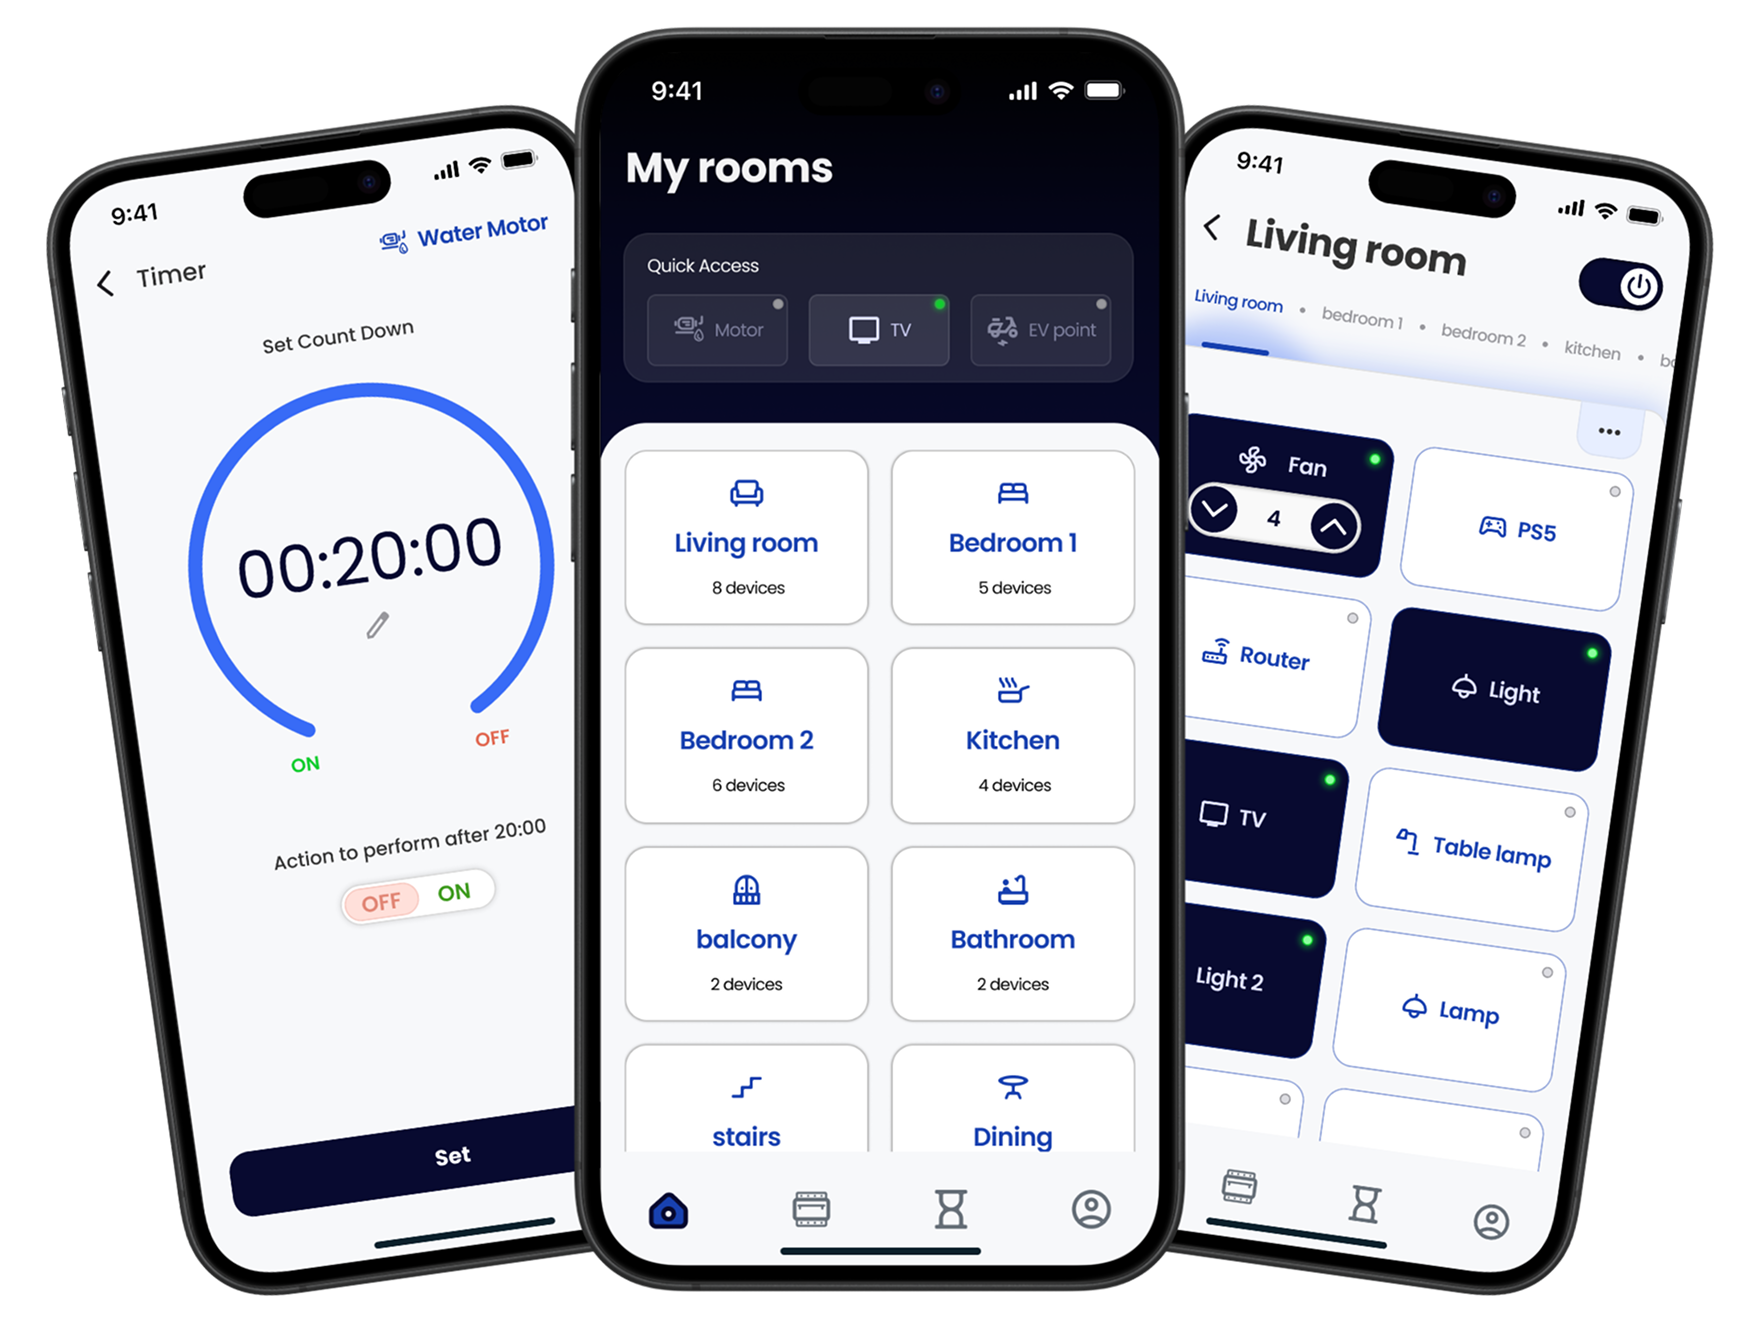 9:41
Water Motor
Timer
Set Count Down
00:20:00
ON
OFF
Action to perform after 20:00
OFF ON
Set
9:41
My rooms
Quick Access
Motor
TV
EV point
Living room
8 devices
Bedroom 1
5 devices
Bedroom 2
6 devices
Kitchen
4 devices
balcony
2 devices
Bathroom
2 devices
stairs
Dining
9:41
Living room
Living room • bedroom 1 • bedroom 2 • kitchen •
Fan
4
PS5
Router
Light
TV
Table lamp
Light 2
Lamp